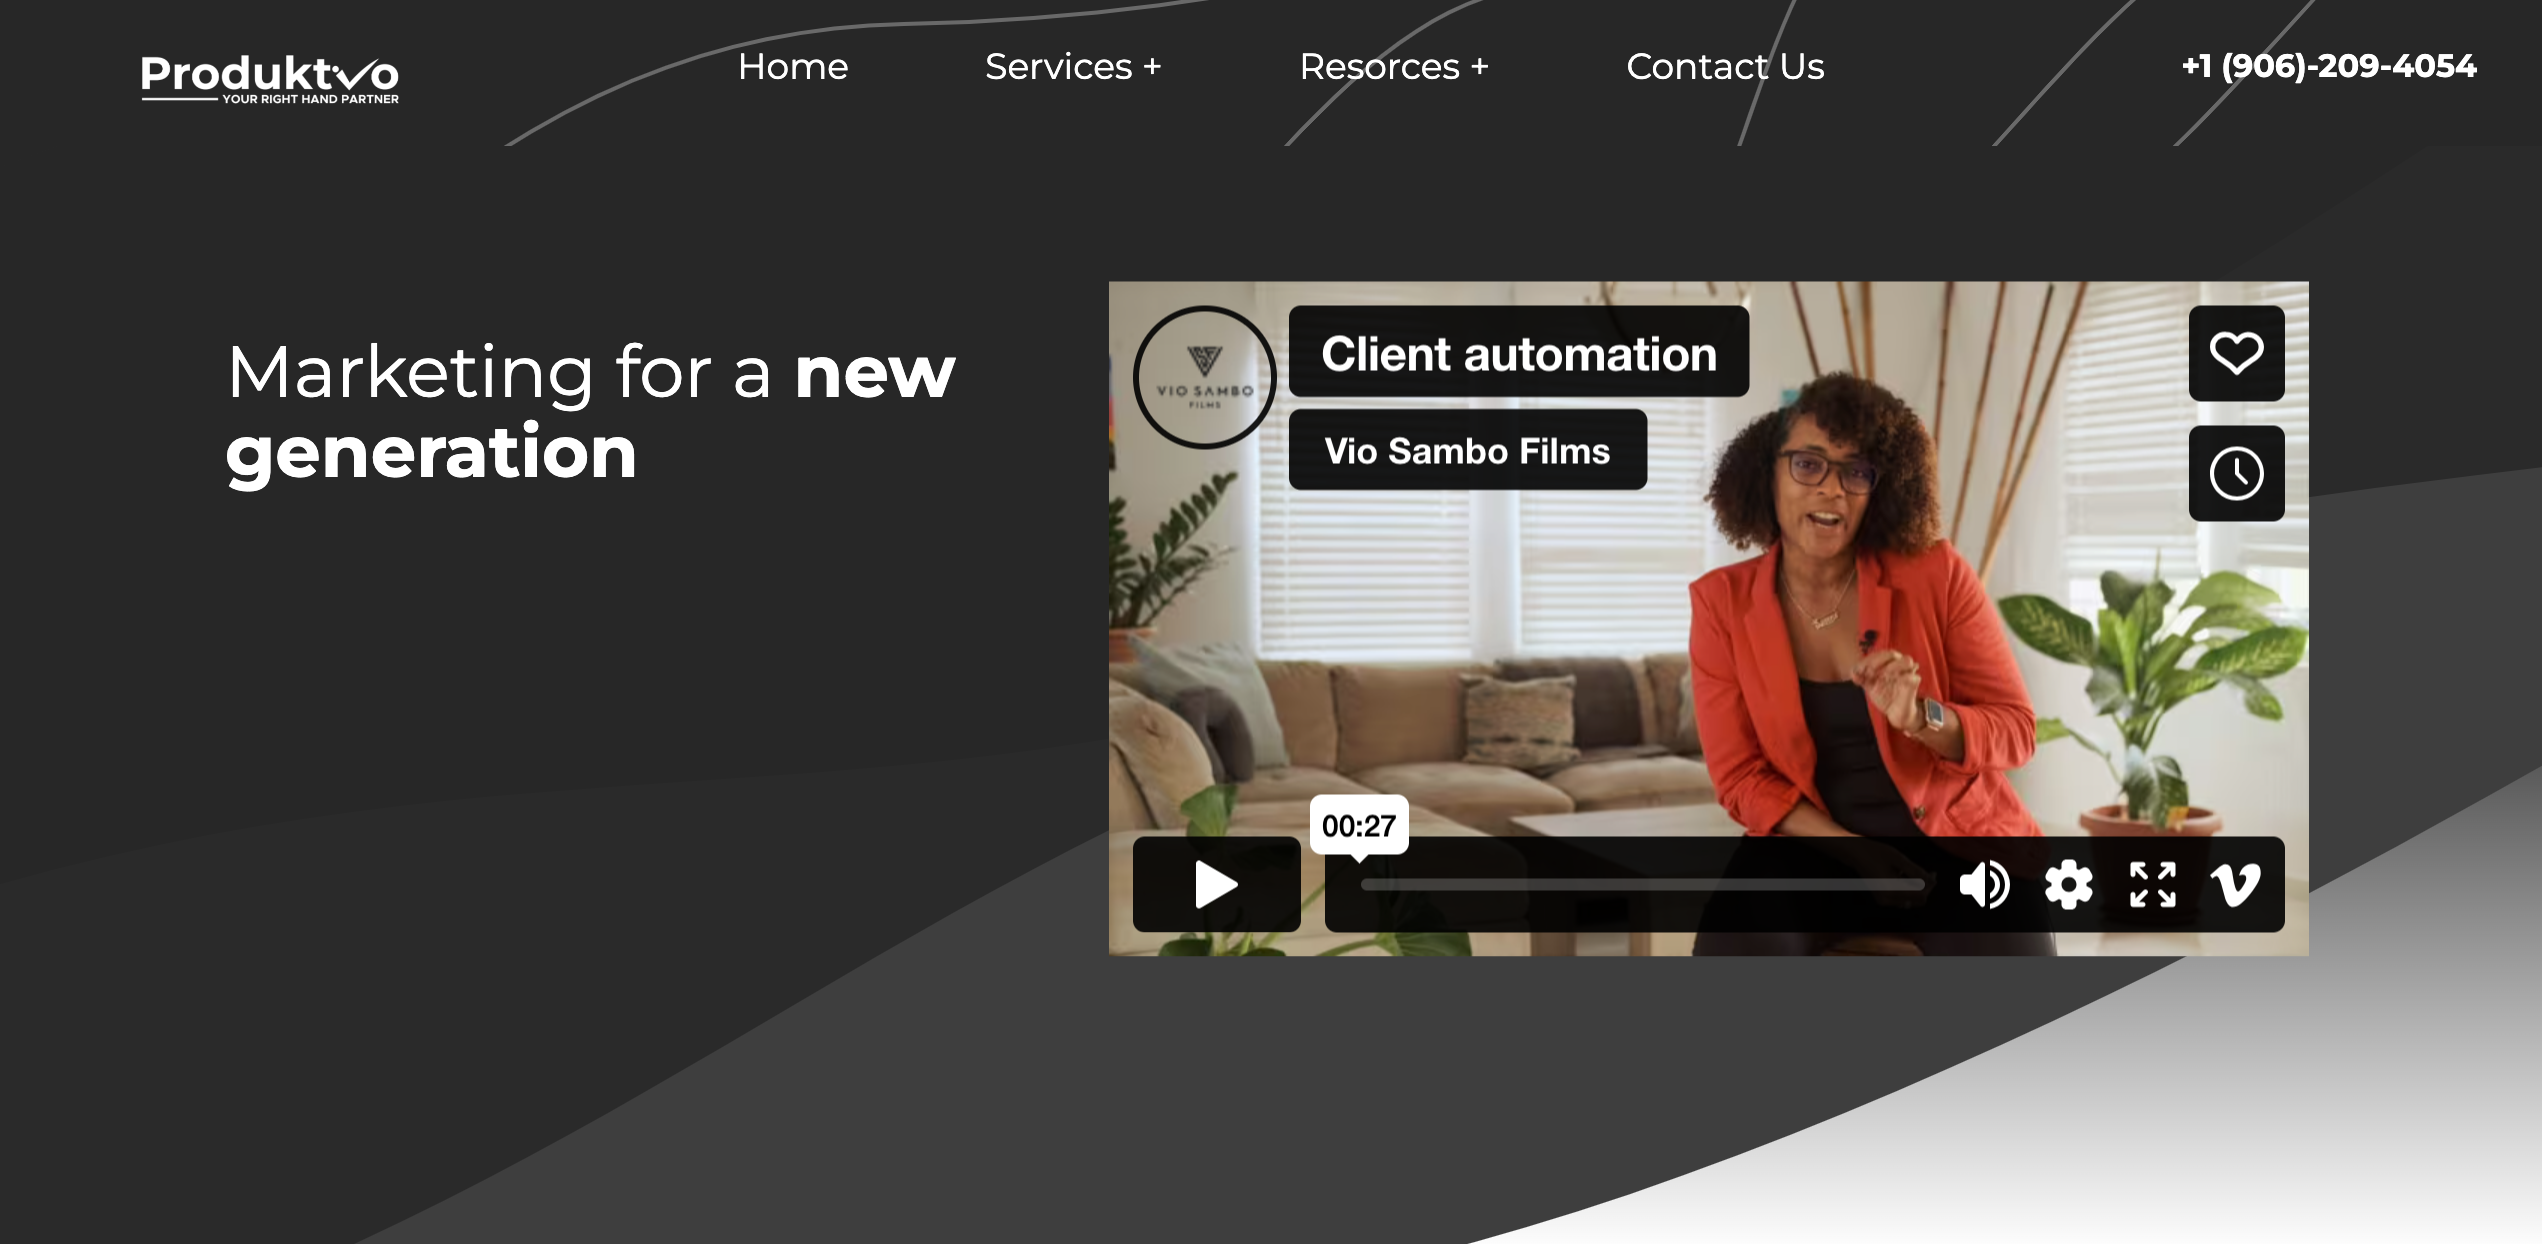 Produktivo
YOUR RIGHT HAND PARTNER
Home
Services +
Resorces +
Contact Us
+1 (906)-209-4054
Marketing for a new
generation
VIO SAMBO
FILMS
Client automation
Vio Sambo Films
00:27